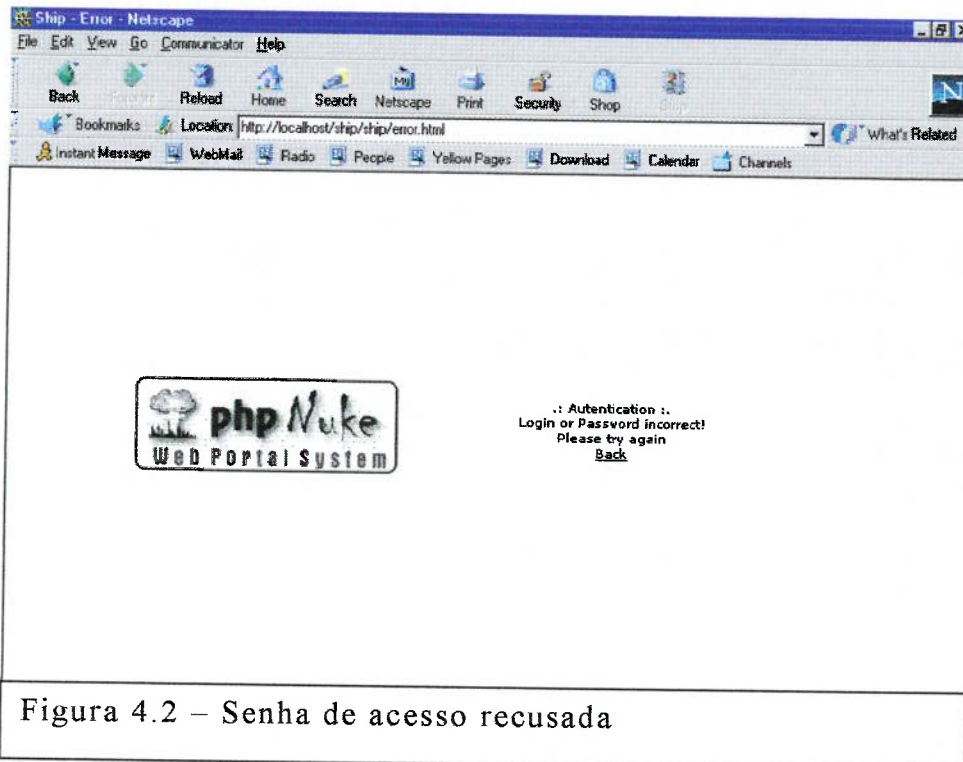 Ship - Error - Netscape
File Edit View Go Communicator Help
Back Reload Home Search Netscape Print Security Shop
Bookmarks Location: http://localhost/ship/ship/error.html What's Related
Instant Message WebMail Radio People Yellow Pages Download Calendar Channels
php Nuke
Web Portal System
.: Autentication :.
Login or Password incorrect!
Please try again
Back
Figura 4.2 – Senha de acesso recusada